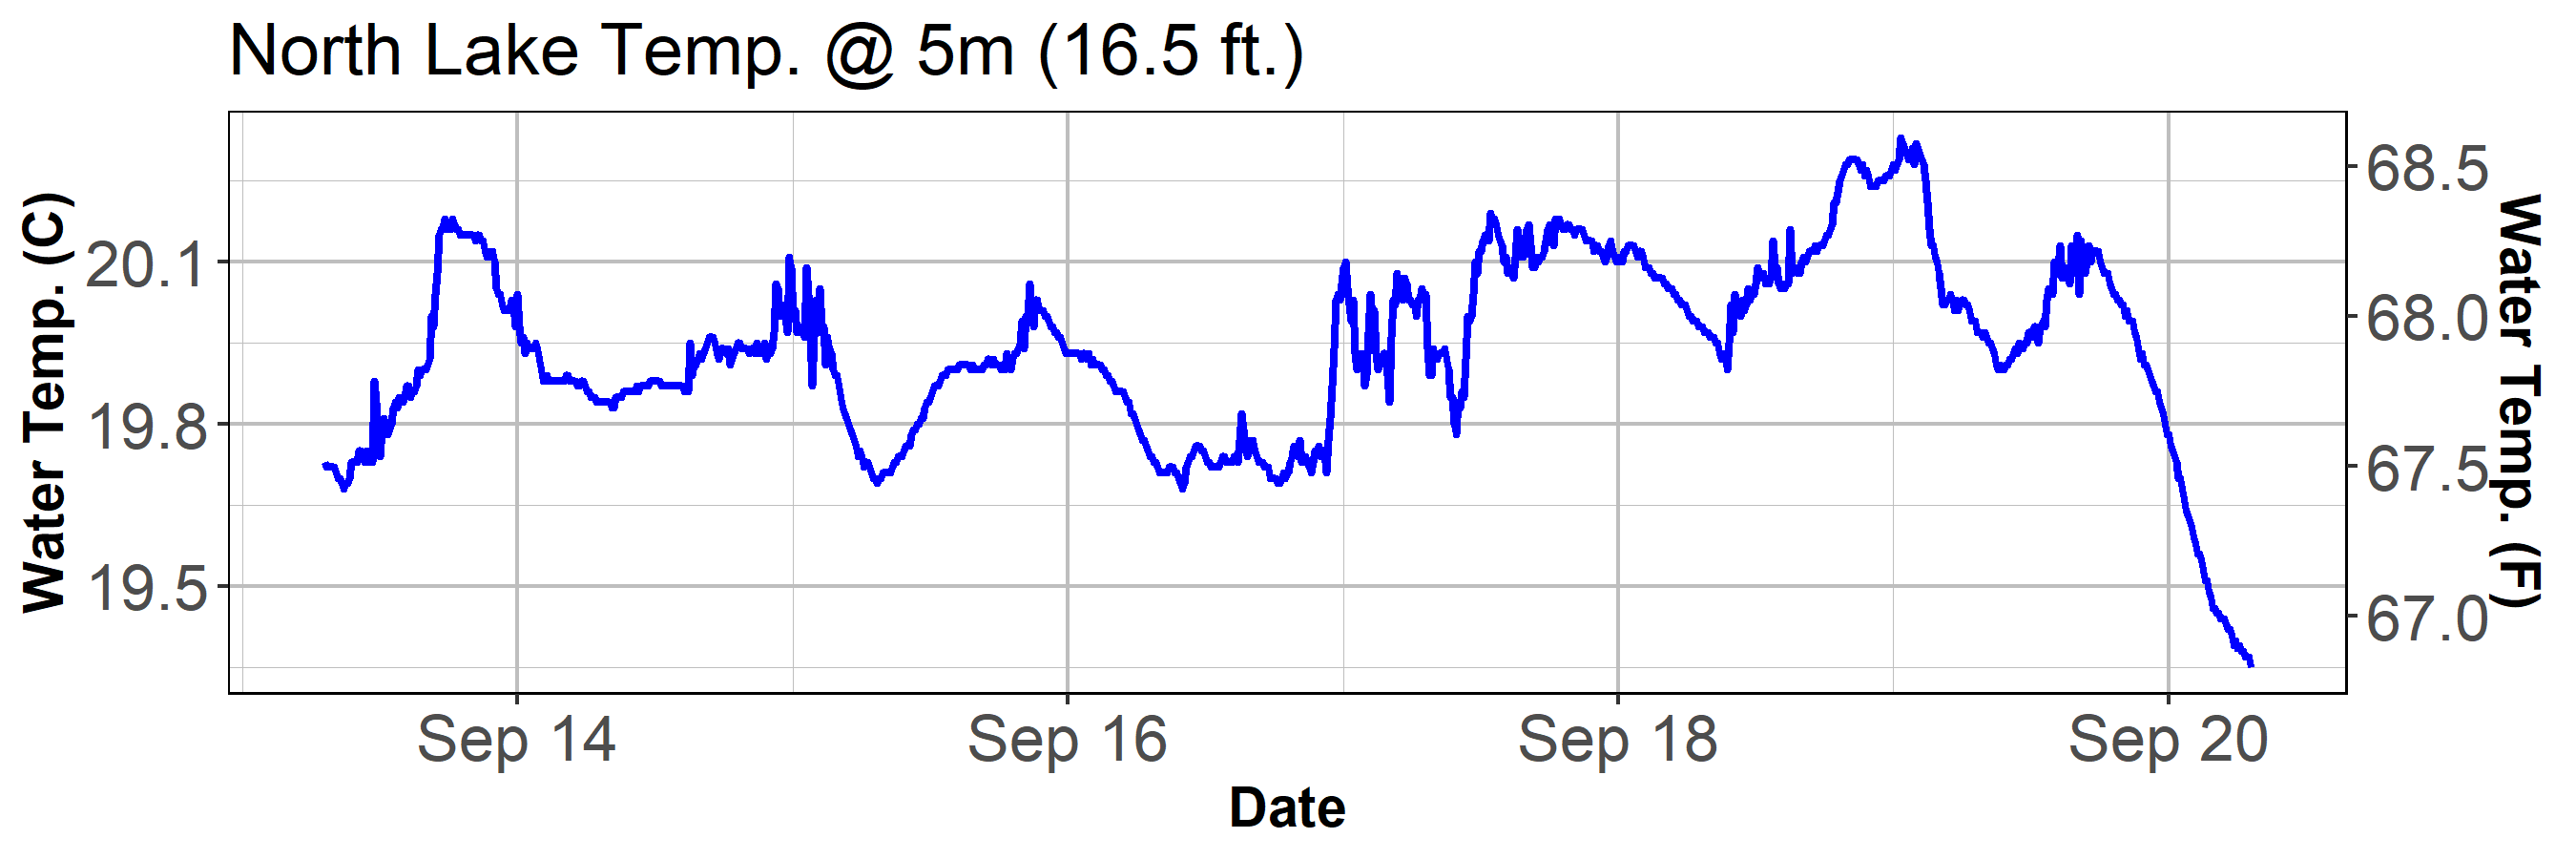 North Lake Temp. @ 5m (16.5 ft.)
Water Temp. (C)
20.1
19.8
19.5
68.5
68.0
67.5
67.0
Water Temp. (F)
Sep 14 Sep 16 Sep 18 Sep 20
Date